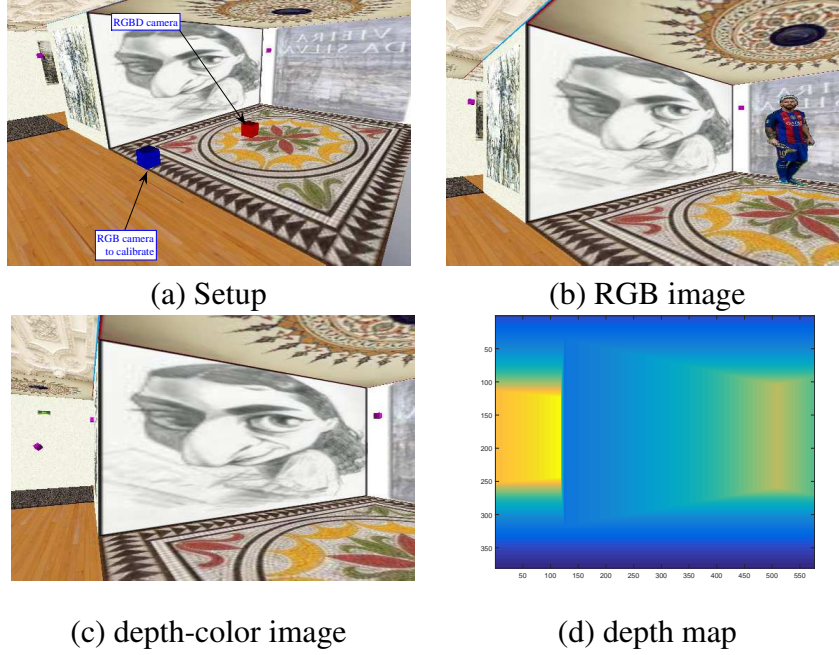 RGBD camera
VIEIRA
DA SILVA
RGB camera
to calibrate
(a) Setup
(b) RGB image
(c) depth-color image
50
100
150
200
250
300
350
50 100 150 200 250 300 350 400 450 500 550
(d) depth map